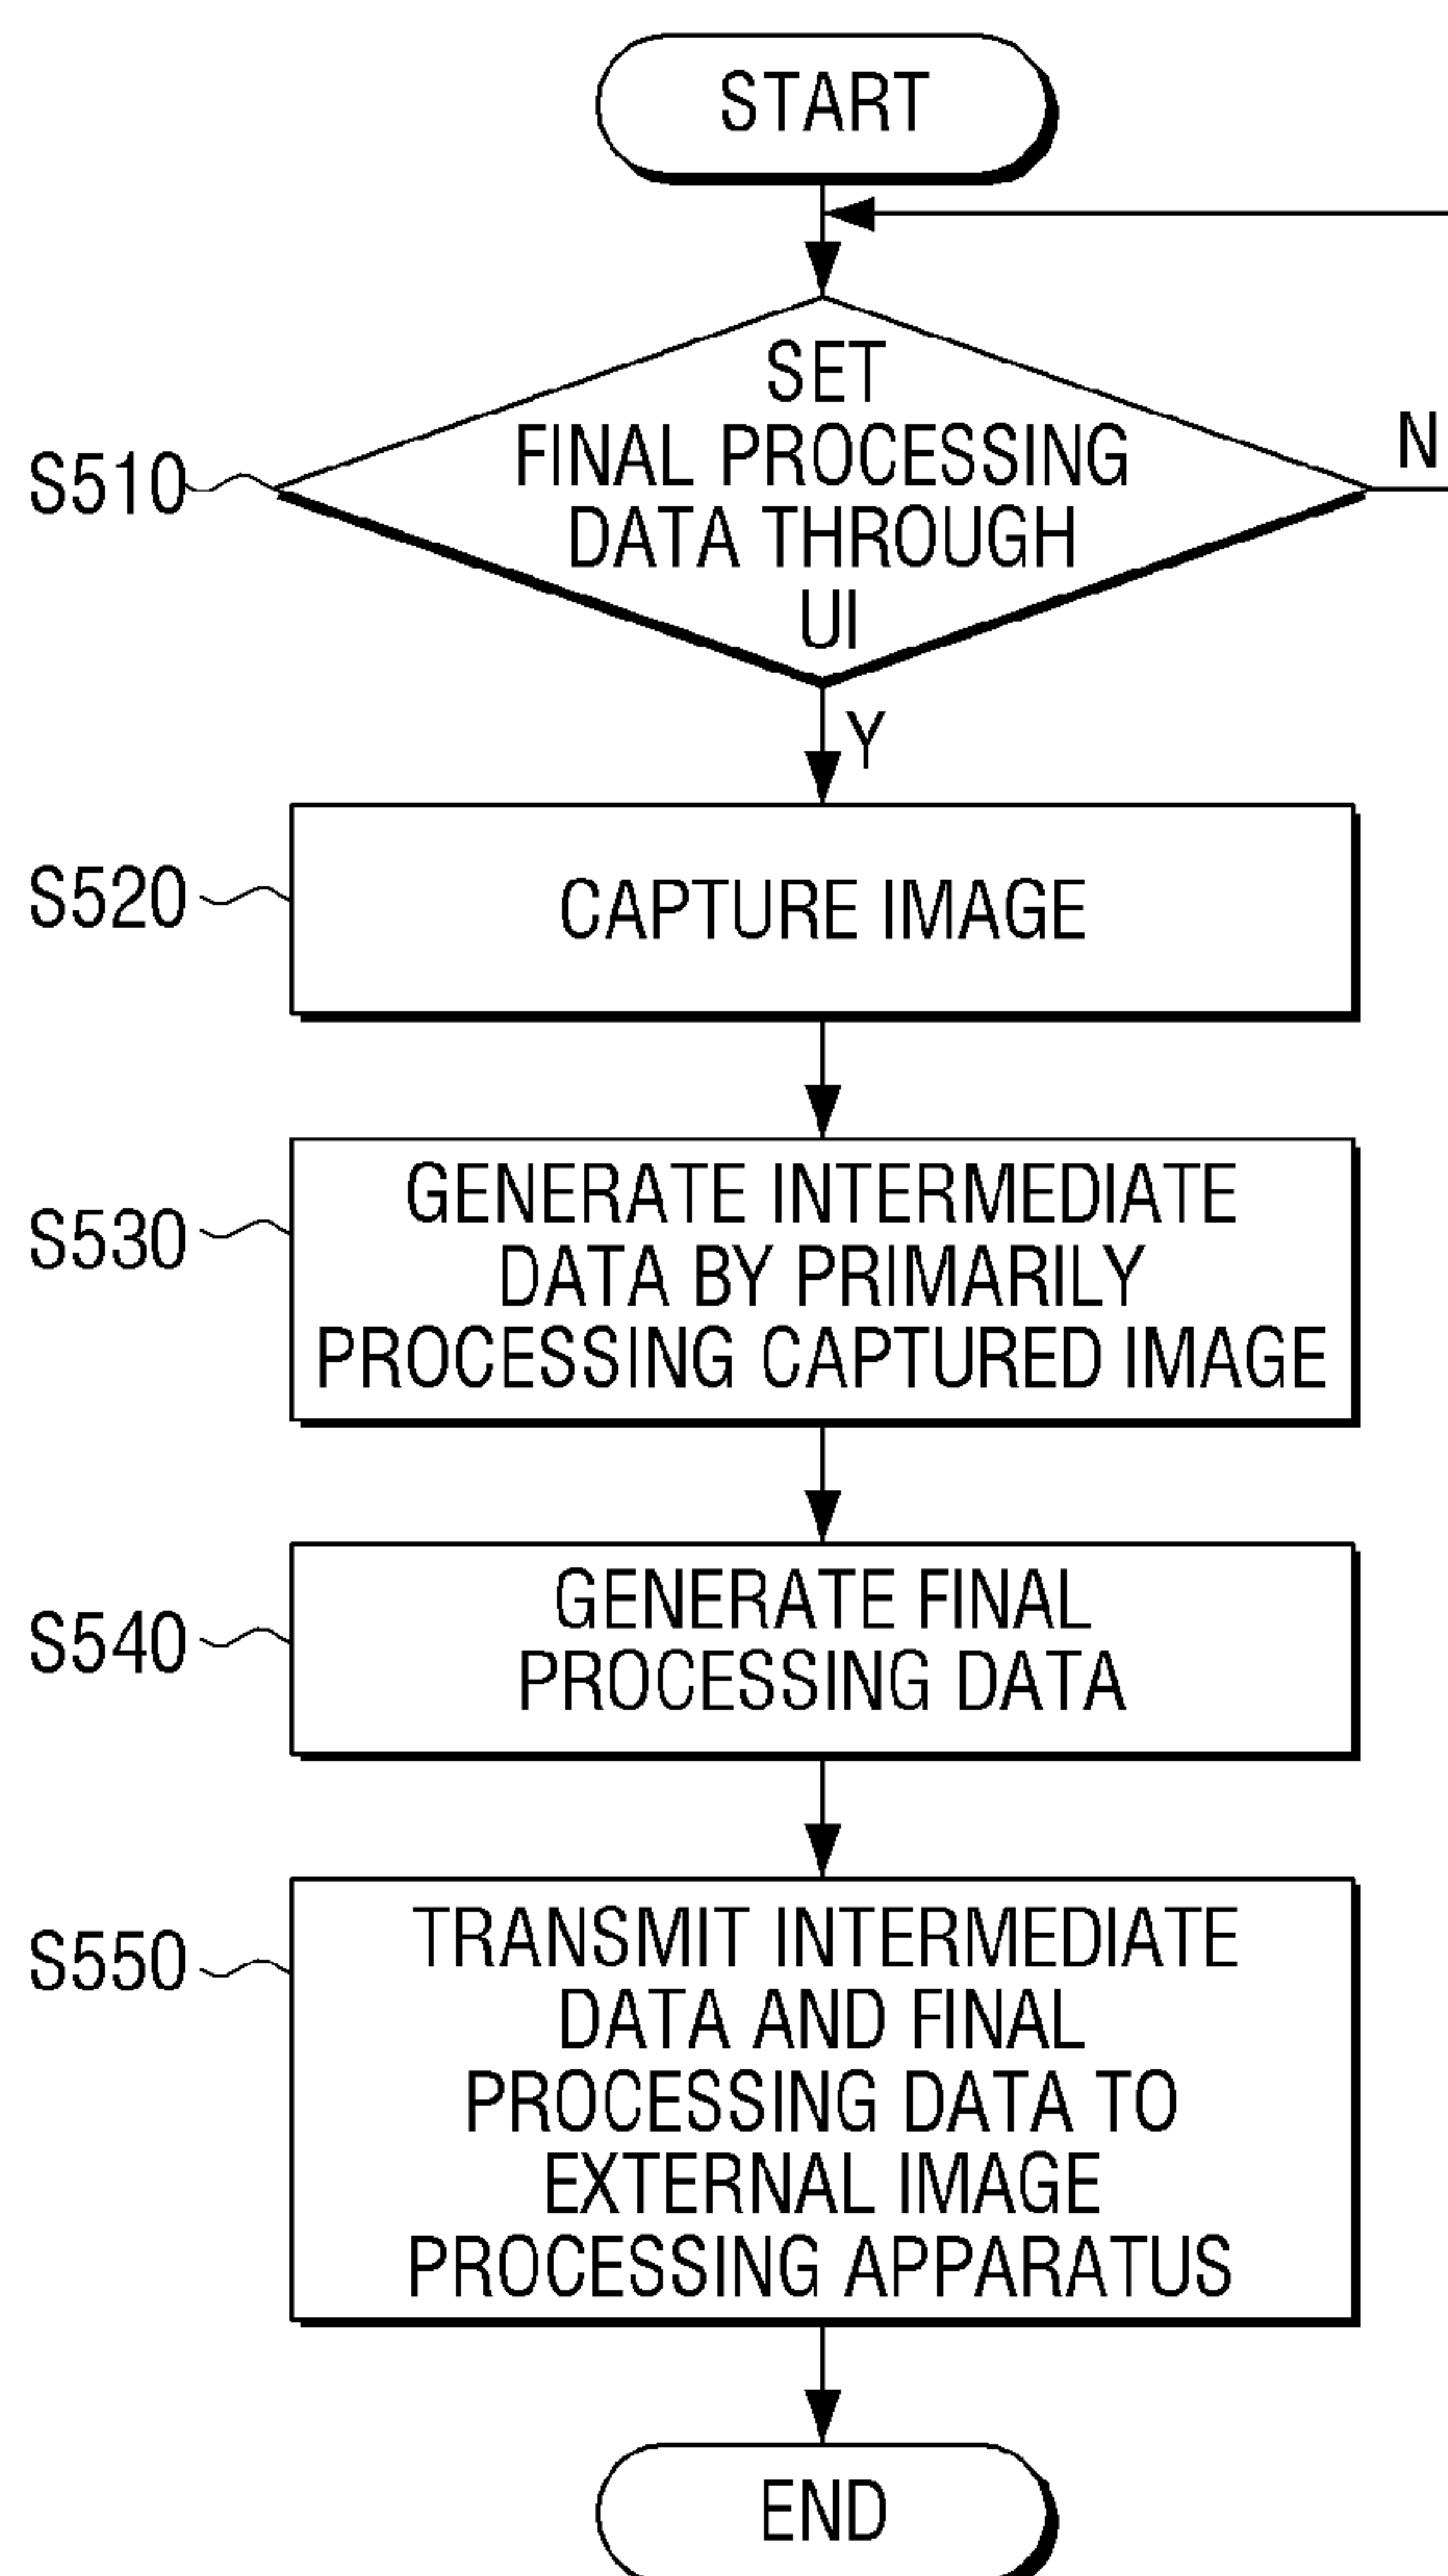 START
SET
FINAL PROCESSING
DATA THROUGH
UI
S510
N
Y
S520
CAPTURE IMAGE
S530
GENERATE INTERMEDIATE
DATA BY PRIMARILY
PROCESSING CAPTURED IMAGE
S540
GENERATE FINAL
PROCESSING DATA
S550
TRANSMIT INTERMEDIATE
DATA AND FINAL
PROCESSING DATA TO
EXTERNAL IMAGE
PROCESSING APPARATUS
END